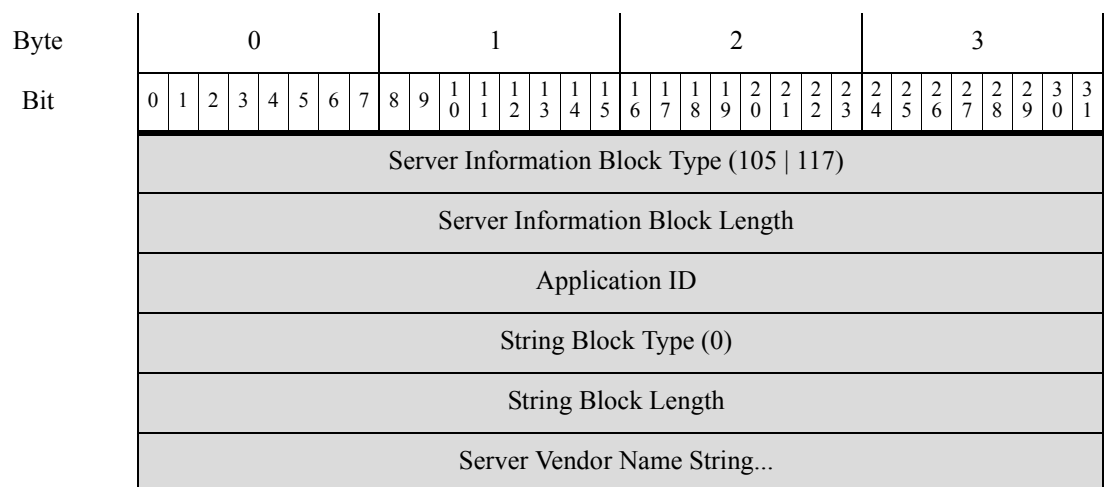 Byte 0 1 2 3
Bit 0 1 2 3 4 5 6 7 8 9 10 11 12 13 14 15 16 17 18 19 20 21 22 23 24 25 26 27 28 29 30 31
Server Information Block Type (105 | 117)
Server Information Block Length
Application ID
String Block Type (0)
String Block Length
Server Vendor Name String...